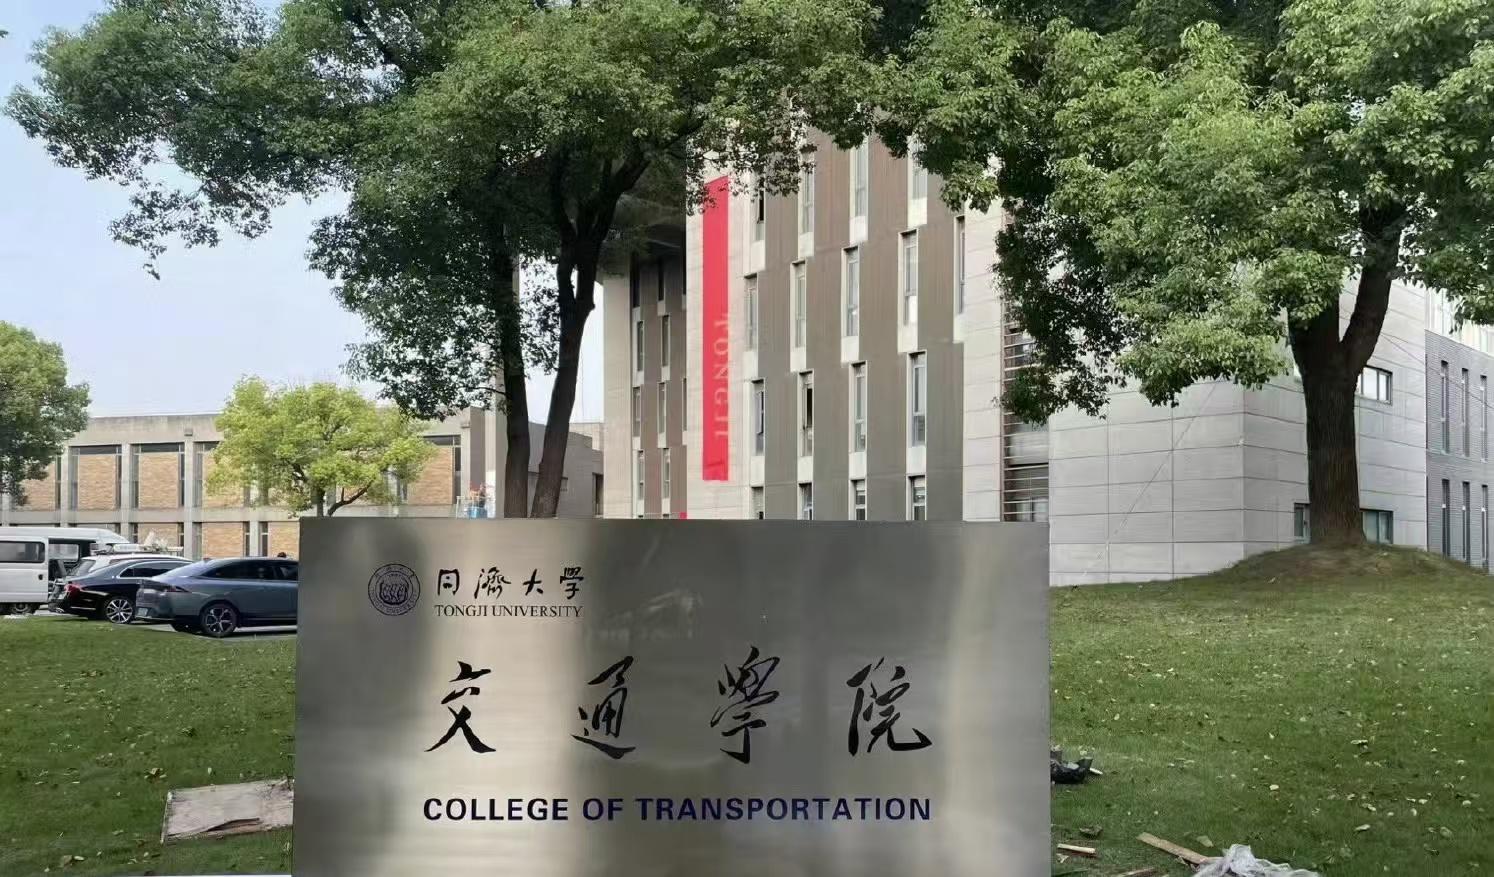 同濟大學
TONGJI UNIVERSITY
交通學院
COLLEGE OF TRANSPORTATION
TONGJI